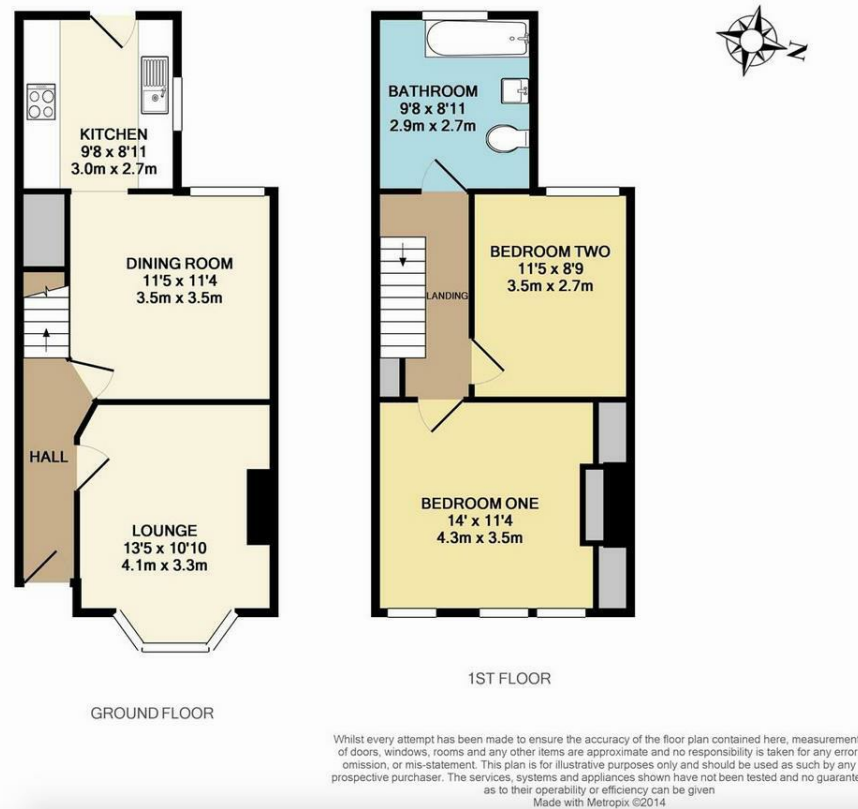 KITCHEN
9'8 x 8'11
3.0m x 2.7m
DINING ROOM
11'5 x 11'4
3.5m x 3.5m
HALL
LOUNGE
13'5 x 10'10
4.1m x 3.3m
GROUND FLOOR
BATHROOM
9'8 x 8'11
2.9m x 2.7m
BEDROOM TWO
11'5 x 8'9
3.5m x 2.7m
LANDING
BEDROOM ONE
14' x 11'4
4.3m x 3.5m
1ST FLOOR
N
Whilst every attempt has been made to ensure the accuracy of the floor plan contained here, measurement
of doors, windows, rooms and any other items are approximate and no responsibility is taken for any error
omission, or mis-statement. This plan is for illustrative purposes only and should be used as such by any
prospective purchaser. The services, systems and appliances shown have not been tested and no guarante
as to their operability or efficiency can be given
Made with Metropix ©2014